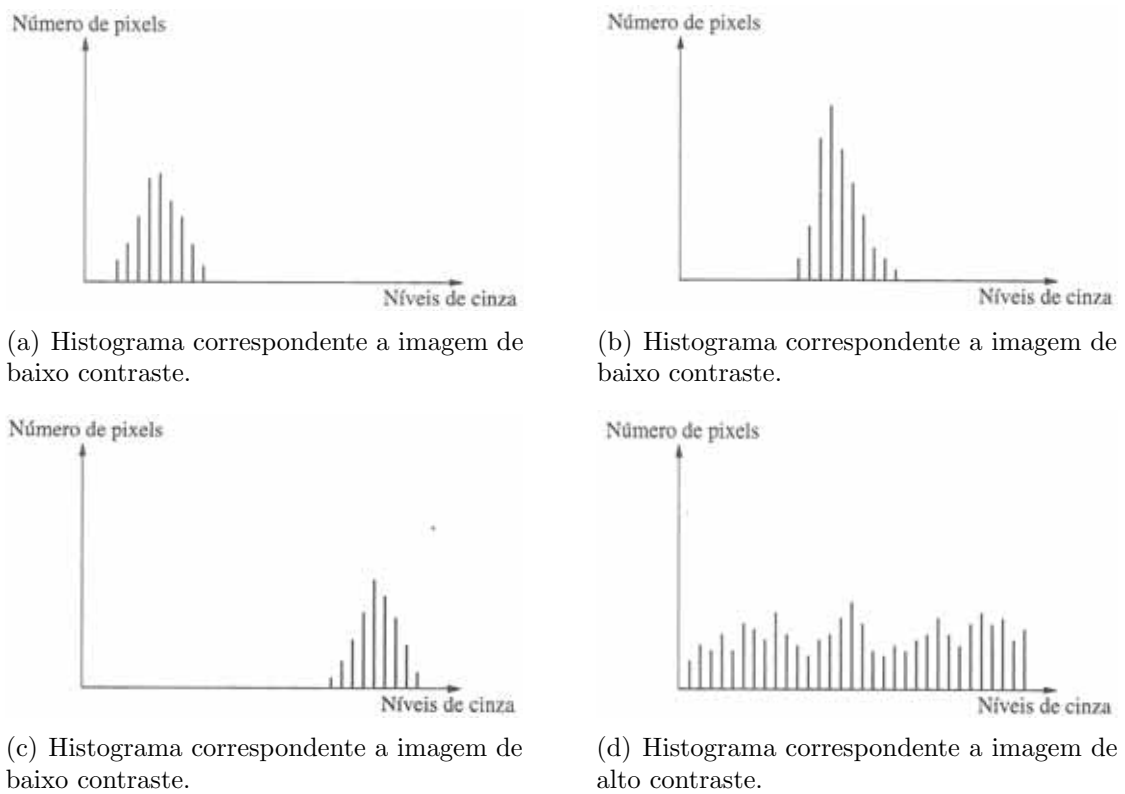 Número de pixels
Níveis de cinza
(a) Histograma correspondente a imagem de
baixo contraste.
Número de pixels
Níveis de cinza
(b) Histograma correspondente a imagem de
baixo contraste.
Número de pixels
Níveis de cinza
(c) Histograma correspondente a imagem de
baixo contraste.
Número de pixels
Níveis de cinza
(d) Histograma correspondente a imagem de
alto contraste.